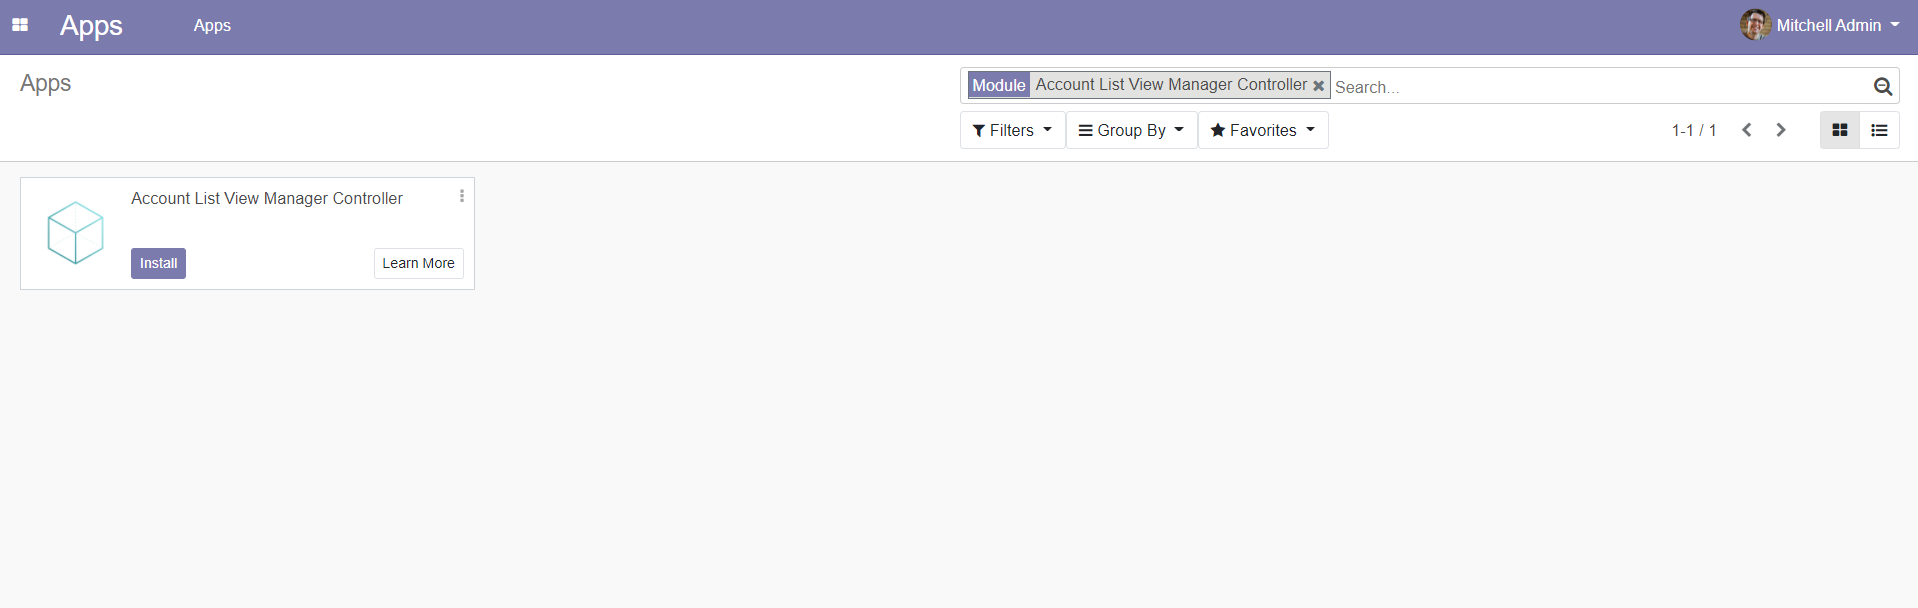 Apps Apps Mitchell Admin
Apps
Module Account List View Manager Controller Search...
Filters Group By Favorites 1-1 / 1
Account List View Manager Controller
Install Learn More